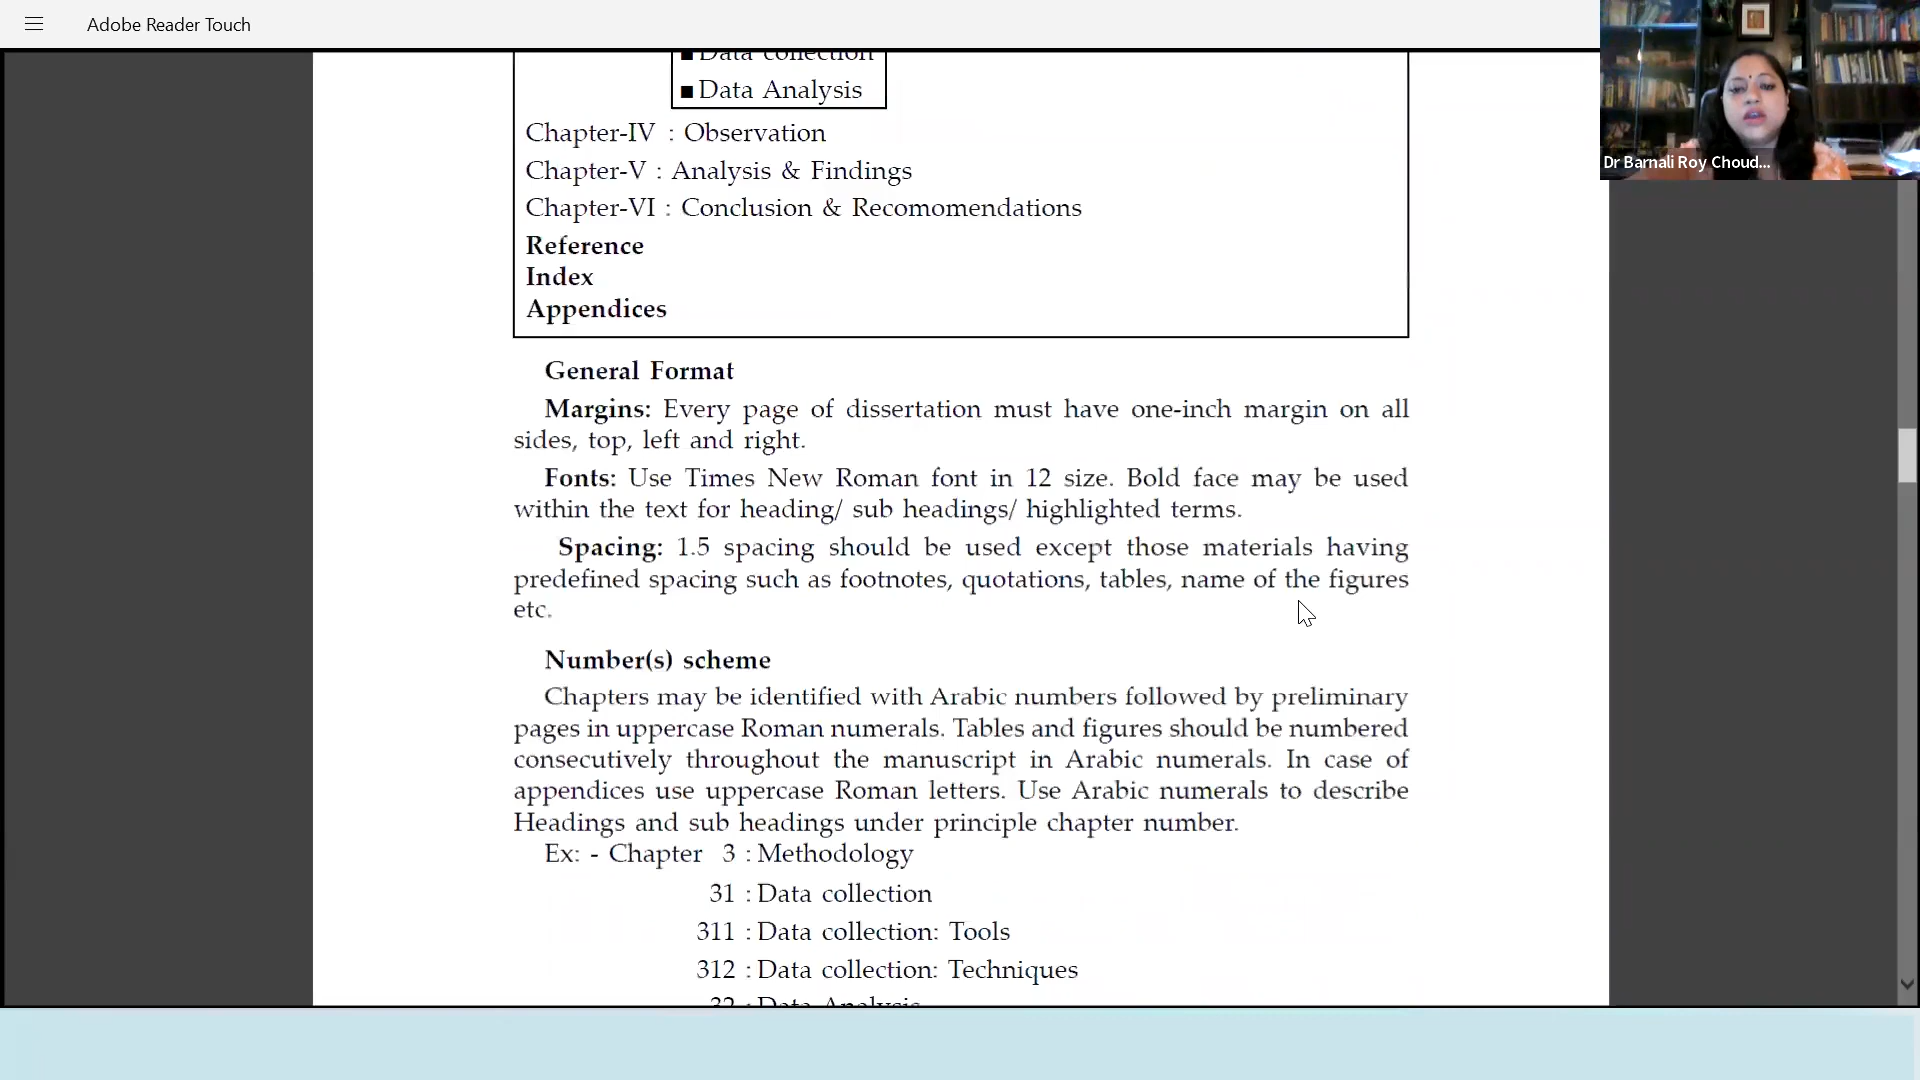 Adobe Reader Touch
Dr Barnali Roy Choud...
■ Data collection
■ Data Analysis
Chapter-IV : Observation
Chapter-V : Analysis & Findings
Chapter-VI : Conclusion & Recomomendations
Reference
Index
Appendices
General Format
Margins: Every page of dissertation must have one-inch margin on all
sides, top, left and right.
Fonts: Use Times New Roman font in 12 size. Bold face may be used
within the text for heading/ sub headings/ highlighted terms.
Spacing: 1.5 spacing should be used except those materials having
predefined spacing such as footnotes, quotations, tables, name of the figures
etc.
Number(s) scheme
Chapters may be identified with Arabic numbers followed by preliminary
pages in uppercase Roman numerals. Tables and figures should be numbered
consecutively throughout the manuscript in Arabic numerals. In case of
appendices use uppercase Roman letters. Use Arabic numerals to describe
Headings and sub headings under principle chapter number.
Ex: - Chapter 3 : Methodology
31 : Data collection
311 : Data collection: Tools
312 : Data collection: Techniques
32 : Data Analysis